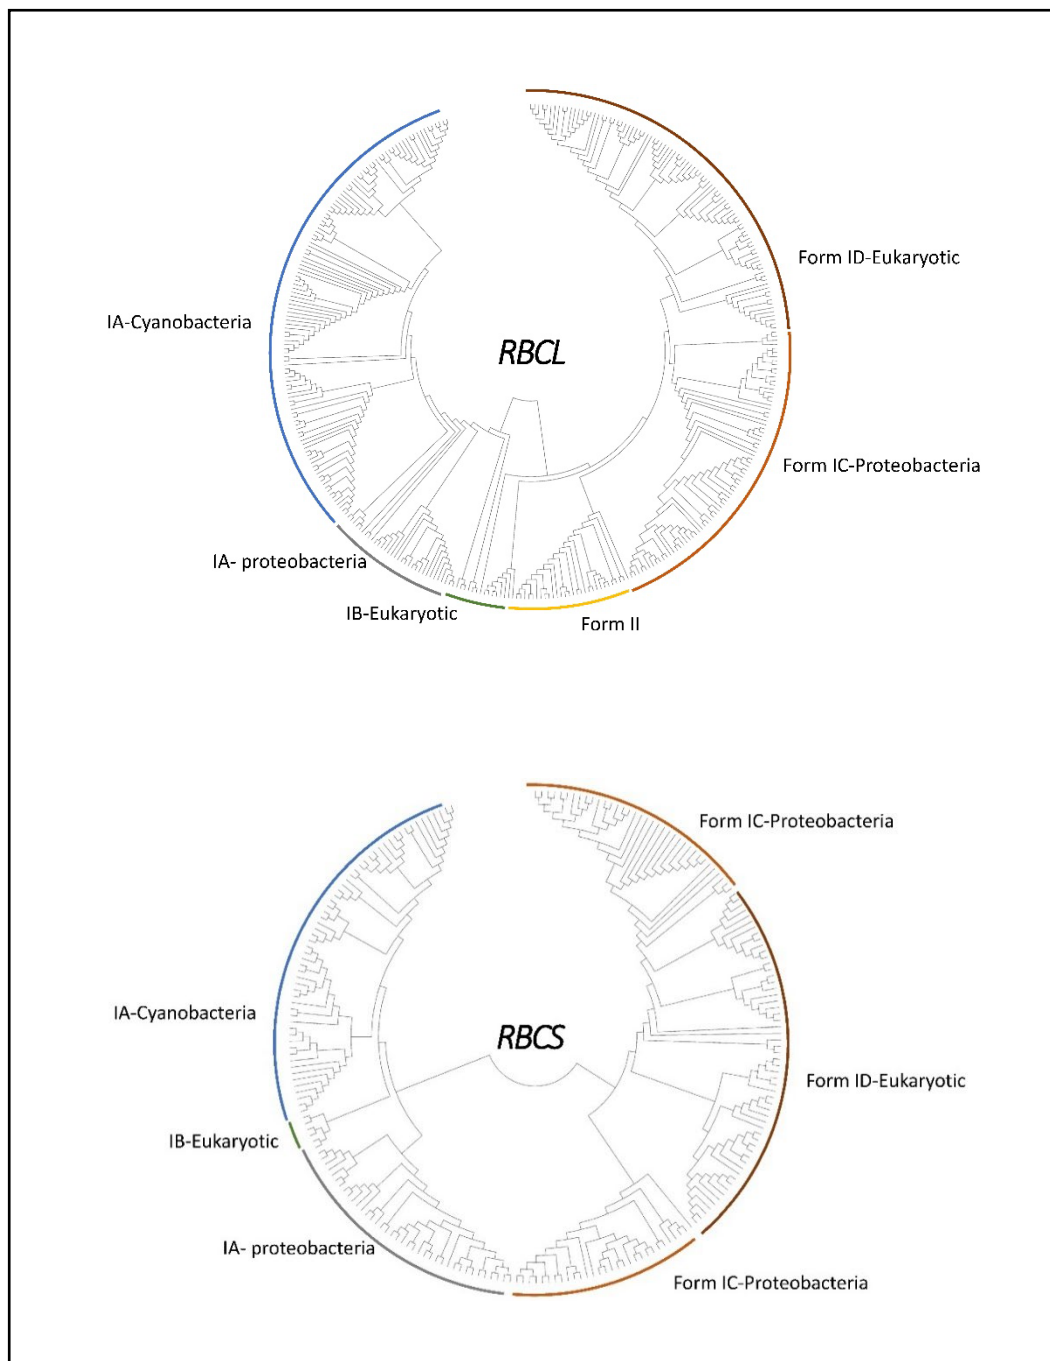 Form ID-Eukaryotic
IA-Cyanobacteria
RBCL
Form IC-Proteobacteria
IA- proteobacteria
IB-Eukaryotic
Form II
Form IC-Proteobacteria
IA-Cyanobacteria
RBCS
Form ID-Eukaryotic
IB-Eukaryotic
IA- proteobacteria
Form IC-Proteobacteria